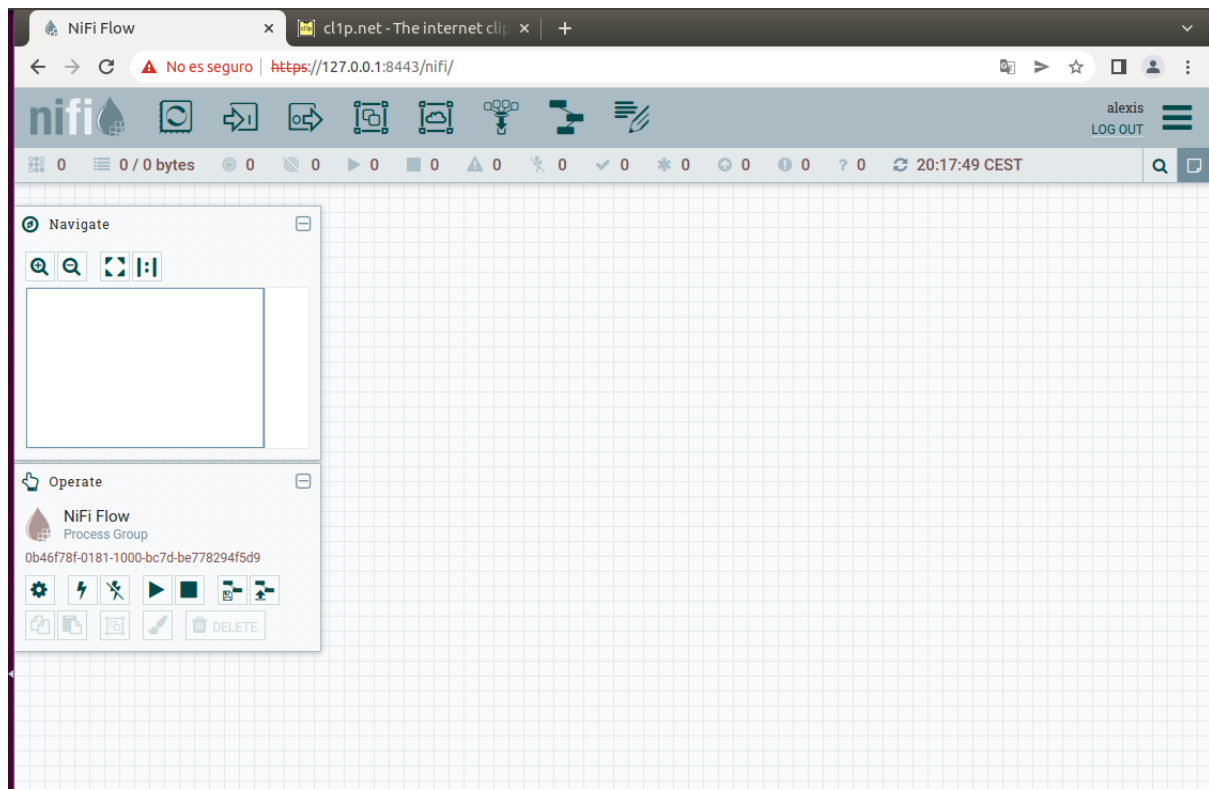 NiFi Flow
cl1p.net - The internet clip
No es seguro
https://127.0.0.1:8443/nifi/
nifi
alexis
LOG OUT
0 0 / 0 bytes 0 0 0 0 0 0 0 0 0 0 0 20:17:49 CEST
Navigate
Operate
NiFi Flow
Process Group
0b46f78f-0181-1000-bc7d-be778294f5d9
DELETE